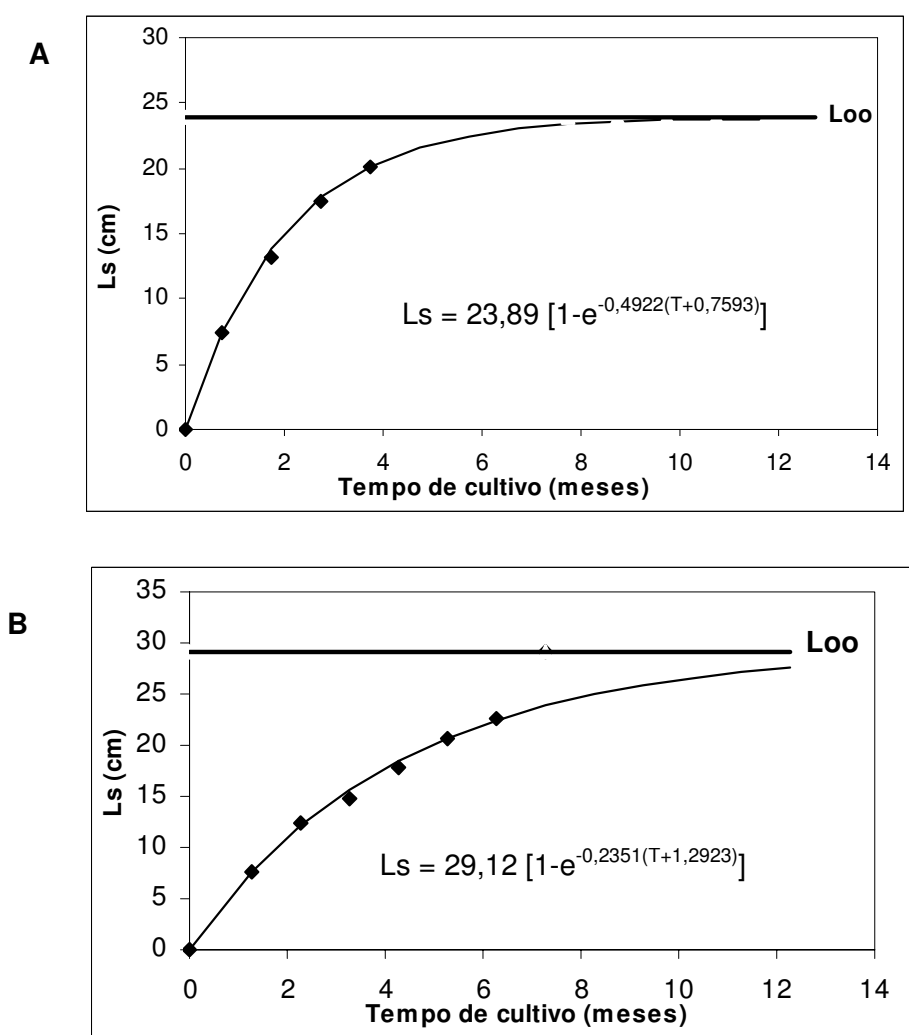 A
30
25
20
15
10
5
0
Ls (cm)
Loo
Ls = 23,89 [1-e^-0,4922(T+0,7593)]
0 2 4 6 8 10 12 14
Tempo de cultivo (meses)
B
35
30
25
20
15
10
5
0
Ls (cm)
Loo
Ls = 29,12 [1-e^-0,2351(T+1,2923)]
0 2 4 6 8 10 12 14
Tempo de cultivo (meses)